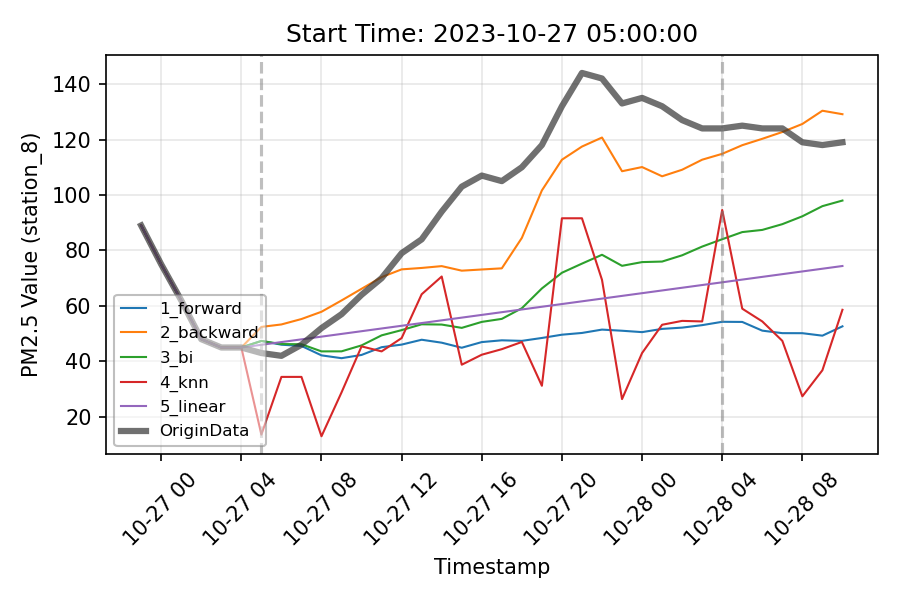 Start Time: 2023-10-27 05:00:00
PM2.5 Value (station_8)
140
120
100
80
60
40
20
1_forward
2_backward
3_bi
4_knn
5_linear
OriginData
10-27 00
10-27 04
10-27 08
10-27 12
10-27 16
10-27 20
10-28 00
10-28 04
10-28 08
Timestamp